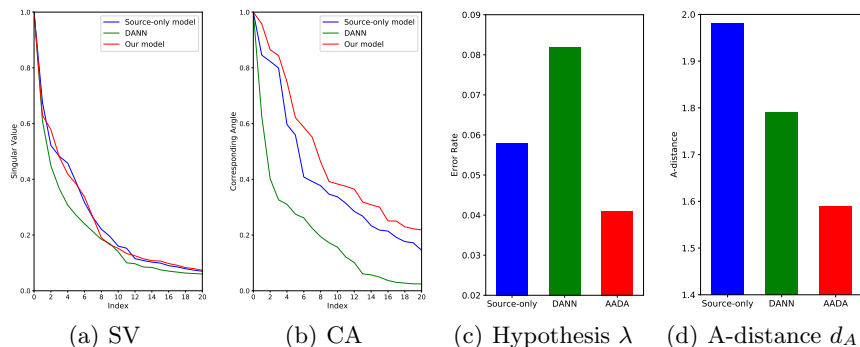 1.0
0.8
0.6
0.4
0.2
0.0
Singular Value
0 2 4 6 8 10 12 14 16 18 20
Index
Source-only model
DANN
Our model
(a) SV
1.0
0.8
0.6
0.4
0.2
0.0
Corresponding Angle
0 2 4 6 8 10 12 14 16 18 20
Index
Source-only model
DANN
Our model
(b) CA
0.09
0.08
0.07
0.06
0.05
0.04
0.03
0.02
Error Rate
Source-only DANN AADA
(c) Hypothesis λ
2.0
1.9
1.8
1.7
1.6
1.5
1.4
A-distance
Source-only DANN AADA
(d) A-distance d_A